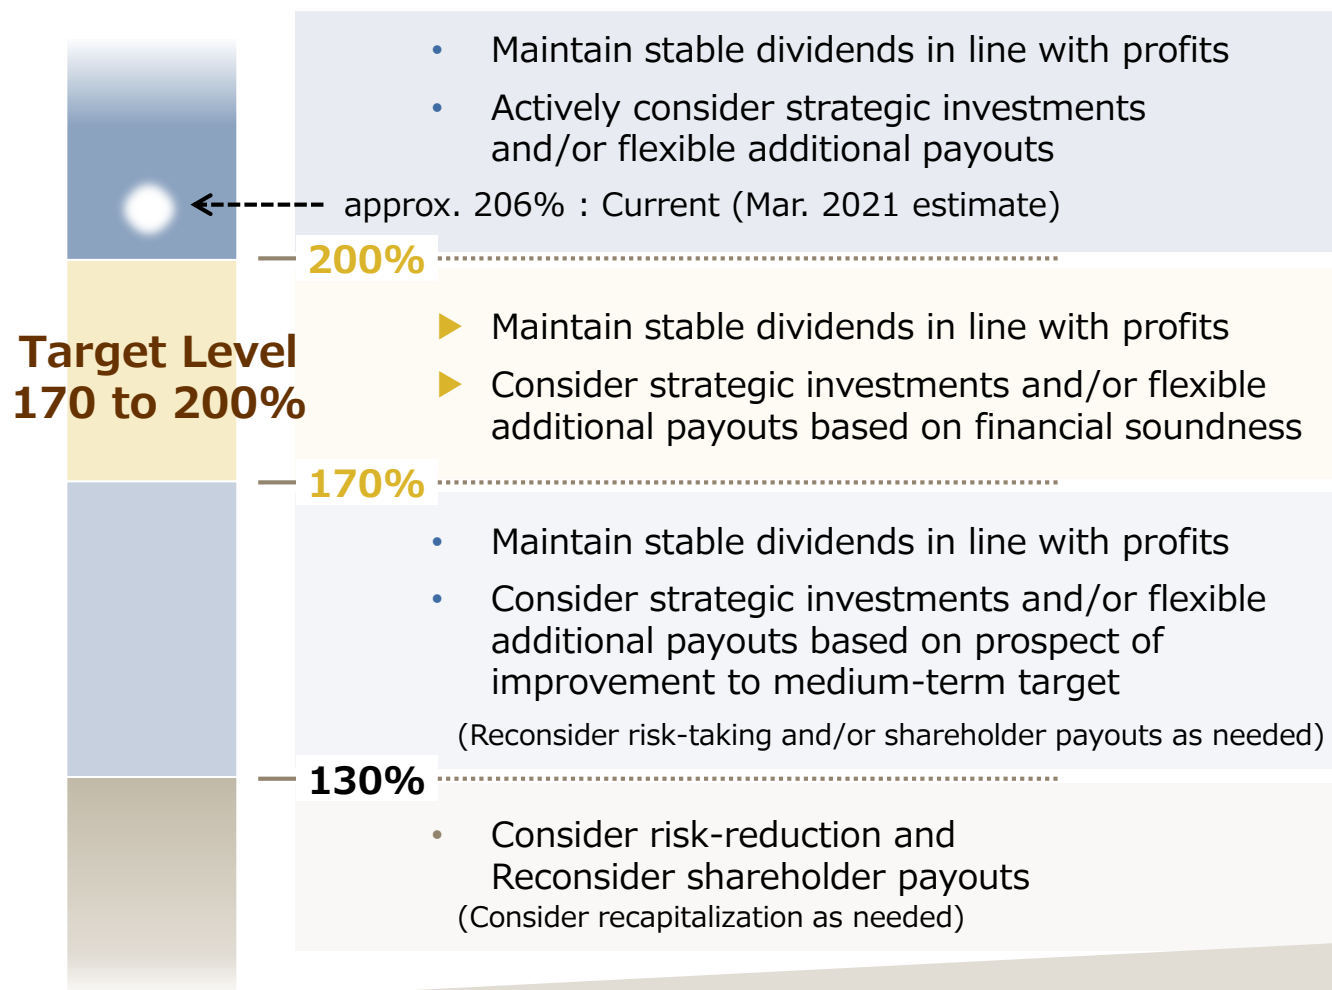 • Maintain stable dividends in line with profits
• Actively consider strategic investments
and/or flexible additional payouts
approx. 206% : Current (Mar. 2021 estimate)
200%
Target Level
170 to 200%
▶ Maintain stable dividends in line with profits
▶ Consider strategic investments and/or flexible
additional payouts based on financial soundness
170%
• Maintain stable dividends in line with profits
• Consider strategic investments and/or flexible
additional payouts based on prospect of
improvement to medium-term target
(Reconsider risk-taking and/or shareholder payouts as needed)
130%
• Consider risk-reduction and
Reconsider shareholder payouts
(Consider recapitalization as needed)